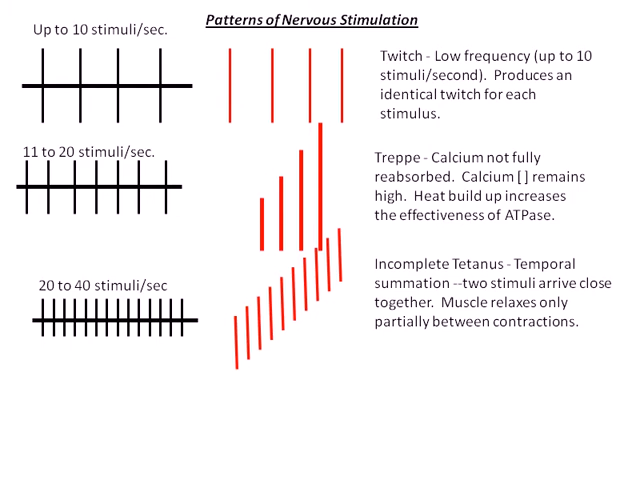 Patterns of Nervous Stimulation
Up to 10 stimuli/sec.
Twitch - Low frequency (up to 10
stimuli/second). Produces an
identical twitch for each
stimulus.
11 to 20 stimuli/sec.
Treppe - Calcium not fully
reabsorbed. Calcium [ ] remains
high. Heat build up increases
the effectiveness of ATPase.
20 to 40 stimuli/sec
Incomplete Tetanus - Temporal
summation --two stimuli arrive close
together. Muscle relaxes only
partially between contractions.